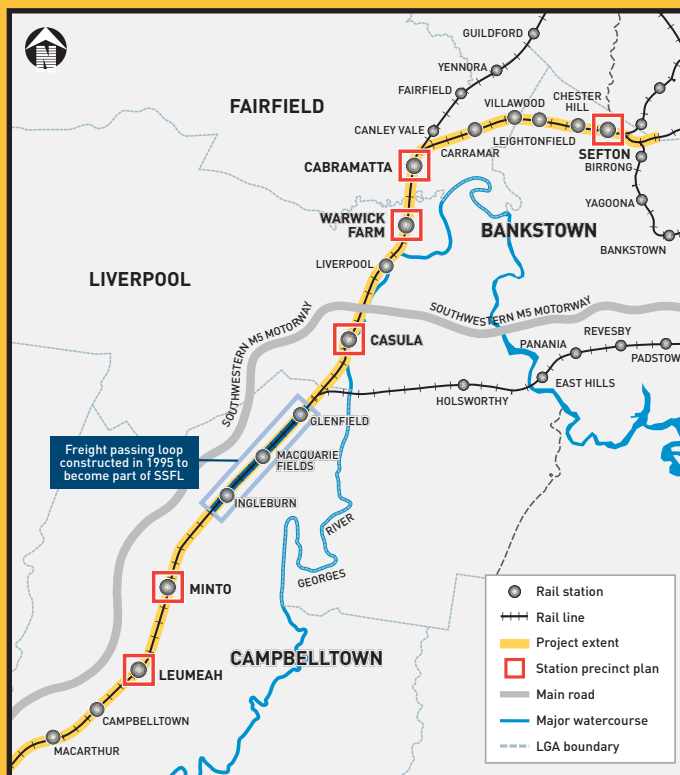 N
GUILDFORD
YENNORA
FAIRFIELD
FAIRFIELD
VILLAWOOD
CHESTER
HILL
CANLEY VALE
CARRAMAR
LEIGHTONFIELD
SEFTON
BIRRONG
CABRAMATTA
YAGOONA
WARWICK
FARM
BANKSTOWN
BANKSTOWN
LIVERPOOL
LIVERPOOL
SOUTHWESTERN M5 MOTORWAY
SOUTHWESTERN M5 MOTORWAY
CASULA
REVESBY
PANANIA
PADSTOW
EAST HILLS
HOLSWORTHY
GLENFIELD
Freight passing loop
constructed in 1995 to
become part of SSFL
MACQUARIE
FIELDS
INGLEBURN
RIVER
GEORGES
MINTO
CAMPBELLTOWN
LEUMEAH
CAMPBELLTOWN
MACARTHUR
Rail station
Rail line
Project extent
Station precinct plan
Main road
Major watercourse
LGA boundary